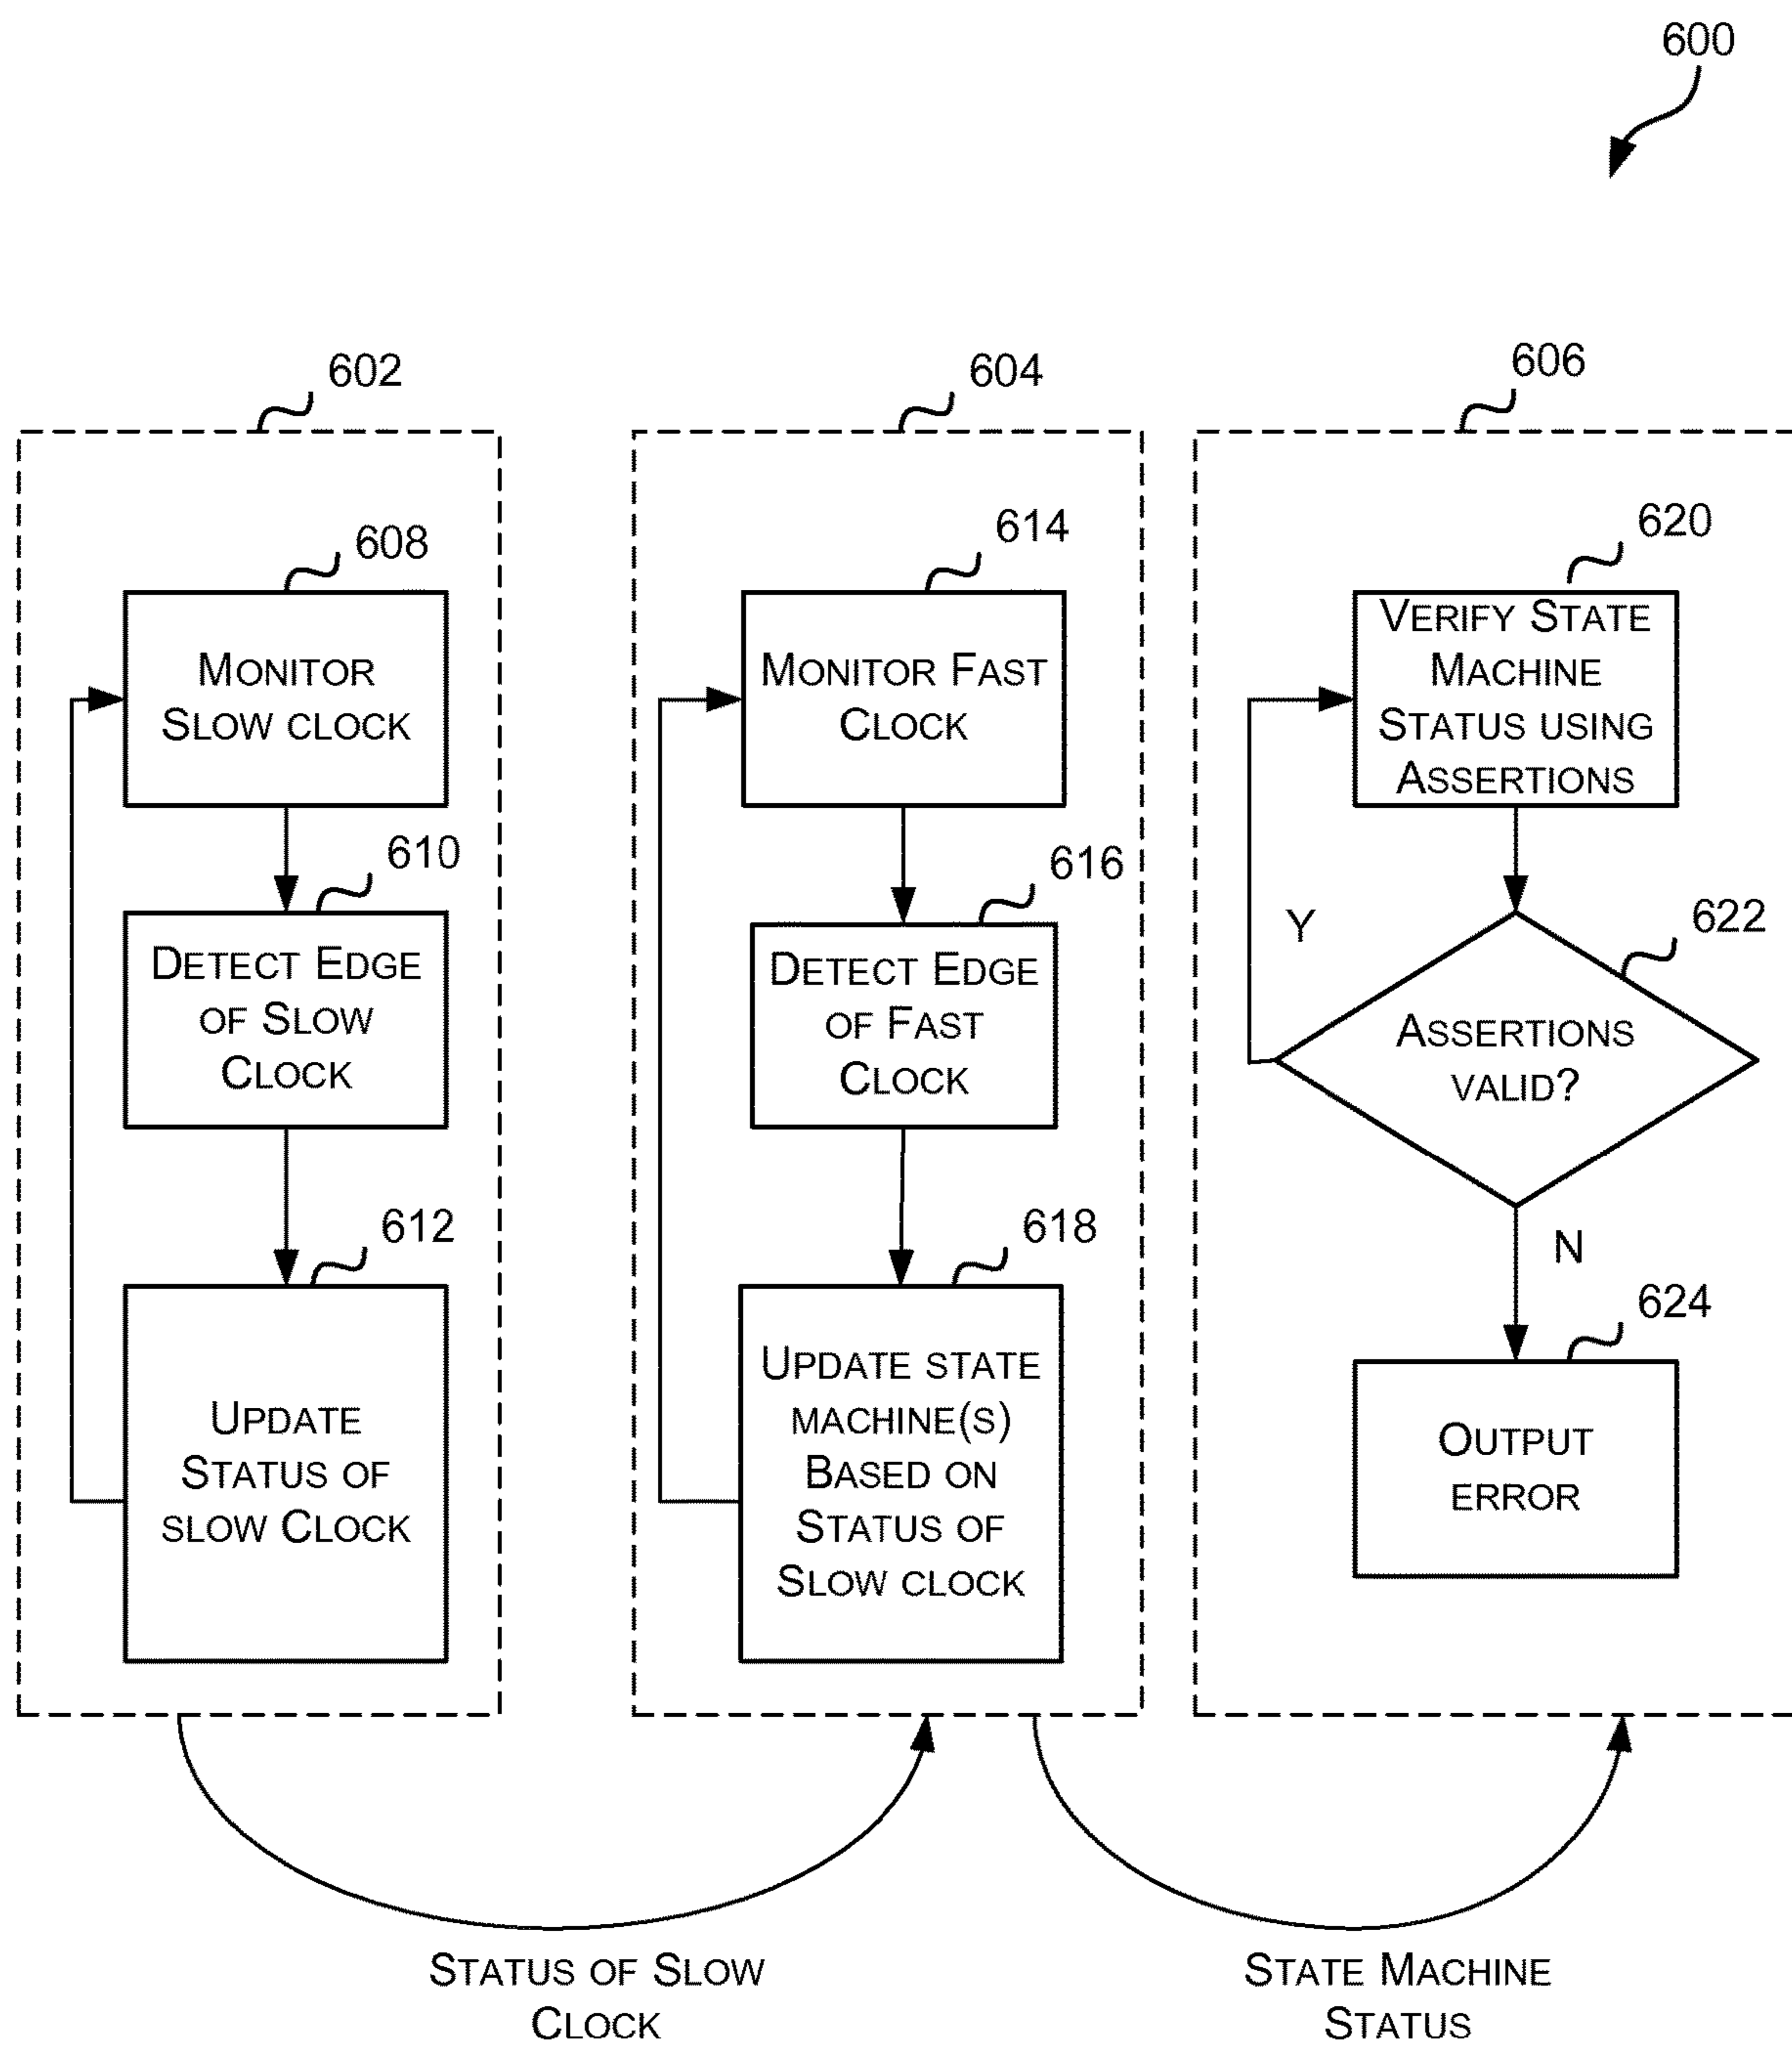 600
602
608
MONITOR
SLOW CLOCK
610
DETECT EDGE
OF SLOW
CLOCK
612
UPDATE
STATUS OF
SLOW CLOCK
604
614
MONITOR FAST
CLOCK
616
DETECT EDGE
OF FAST
CLOCK
618
UPDATE STATE
MACHINE(S)
BASED ON
STATUS OF
SLOW CLOCK
606
620
VERIFY STATE
MACHINE
STATUS USING
ASSERTIONS
Y
622
ASSERTIONS
VALID?
N
624
OUTPUT
ERROR
STATUS OF SLOW
CLOCK
STATE MACHINE
STATUS